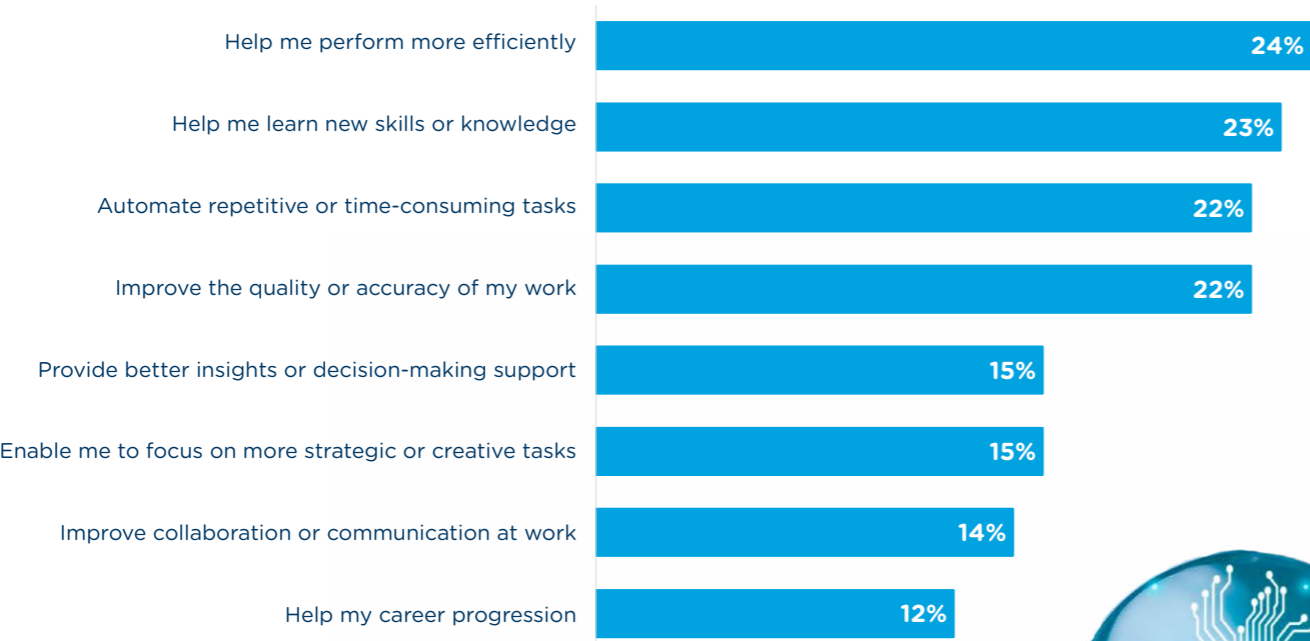 Help me perform more efficiently 24%
Help me learn new skills or knowledge 23%
Automate repetitive or time-consuming tasks 22%
Improve the quality or accuracy of my work 22%
Provide better insights or decision-making support 15%
Enable me to focus on more strategic or creative tasks 15%
Improve collaboration or communication at work 14%
Help my career progression 12%